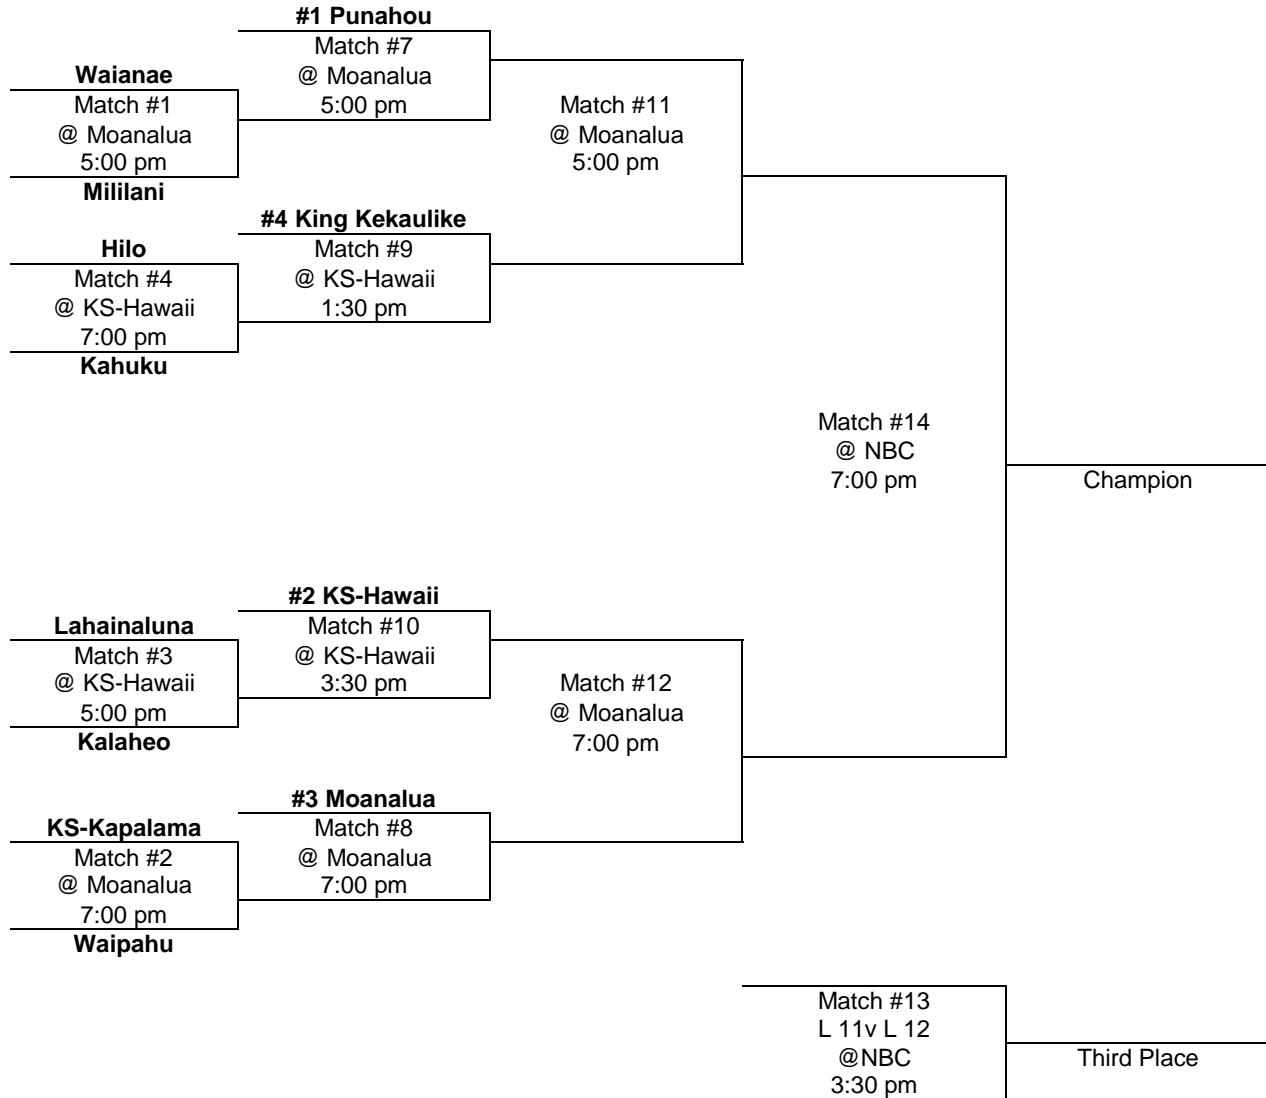 #1 Punahou
Match #7
@ Moanalua
5:00 pm
Waianae
Match #1
@ Moanalua
5:00 pm
Mililani
Match #11
@ Moanalua
5:00 pm
#4 King Kekaulike
Match #9
@ KS-Hawaii
1:30 pm
Hilo
Match #4
@ KS-Hawaii
7:00 pm
Kahuku
Match #14
@ NBC
7:00 pm
Champion
#2 KS-Hawaii
Match #10
@ KS-Hawaii
3:30 pm
Lahainaluna
Match #3
@ KS-Hawaii
5:00 pm
Kalaheo
Match #12
@ Moanalua
7:00 pm
#3 Moanalua
Match #8
@ Moanalua
7:00 pm
KS-Kapalama
Match #2
@ Moanalua
7:00 pm
Waipahu
Match #13
L 11v L 12
@NBC
3:30 pm
Third Place